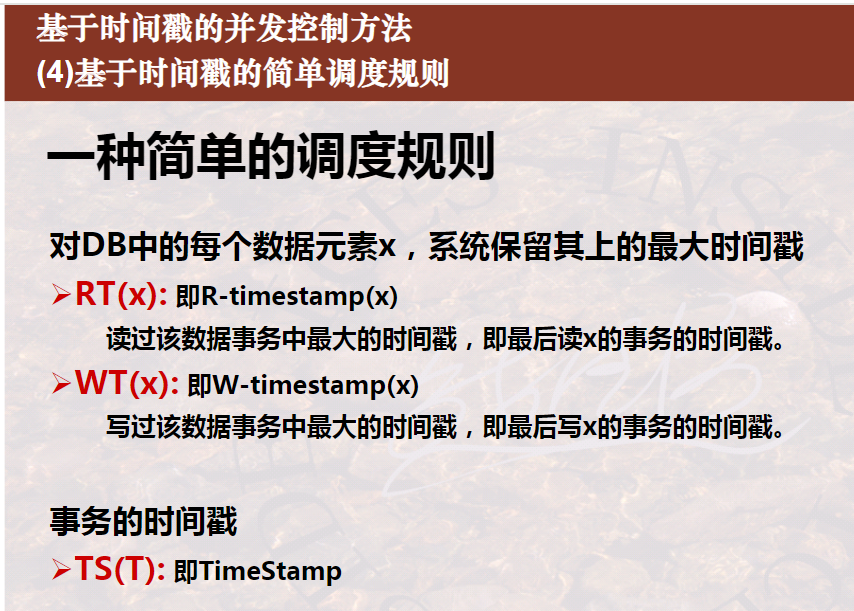 基于时间戳的并发控制方法
(4)基于时间戳的简单调度规则
一种简单的调度规则
对DB中的每个数据元素x，系统保留其上的最大时间戳
➢RT(x): 即R-timestamp(x)
读过该数据事务中最大的时间戳，即最后读x的事务的时间戳。
➢WT(x): 即W-timestamp(x)
写过该数据事务中最大的时间戳，即最后写x的事务的时间戳。
事务的时间戳
➢TS(T): 即TimeStamp